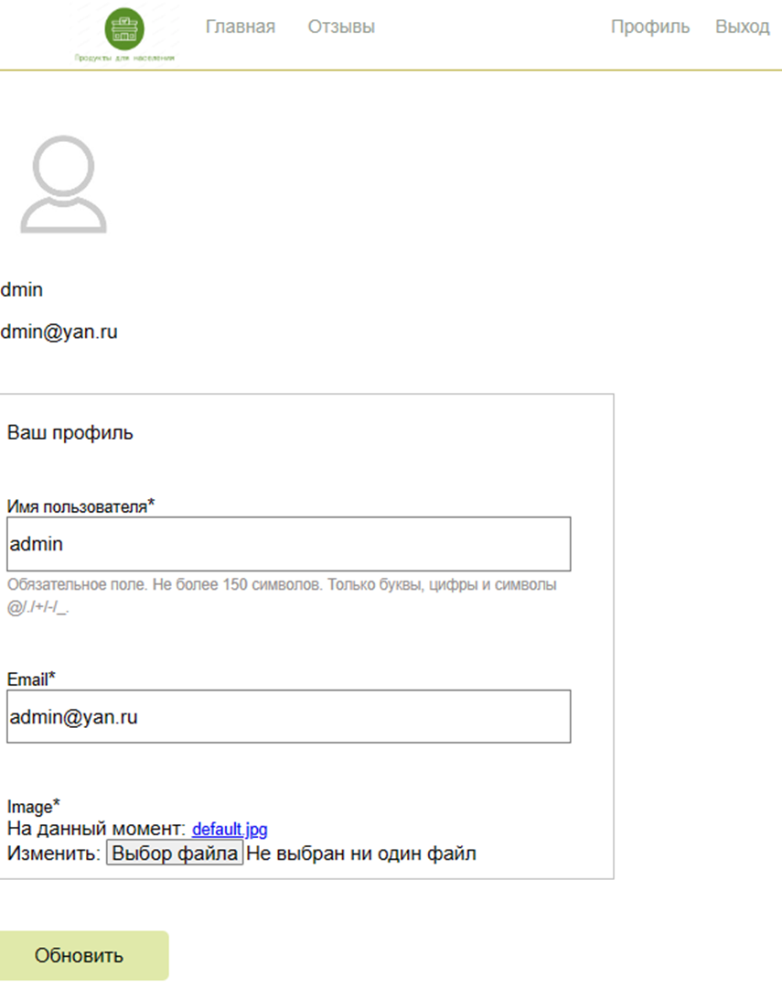 Главная Отзывы Профиль Выход
Продукты для населения
dmin
dmin@yan.ru
Ваш профиль
Имя пользователя*
admin
Обязательное поле. Не более 150 символов. Только буквы, цифры и символы
@/./+/-/_.
Email*
admin@yan.ru
Image*
На данный момент: default.jpg
Изменить: Выбор файла Не выбран ни один файл
Обновить